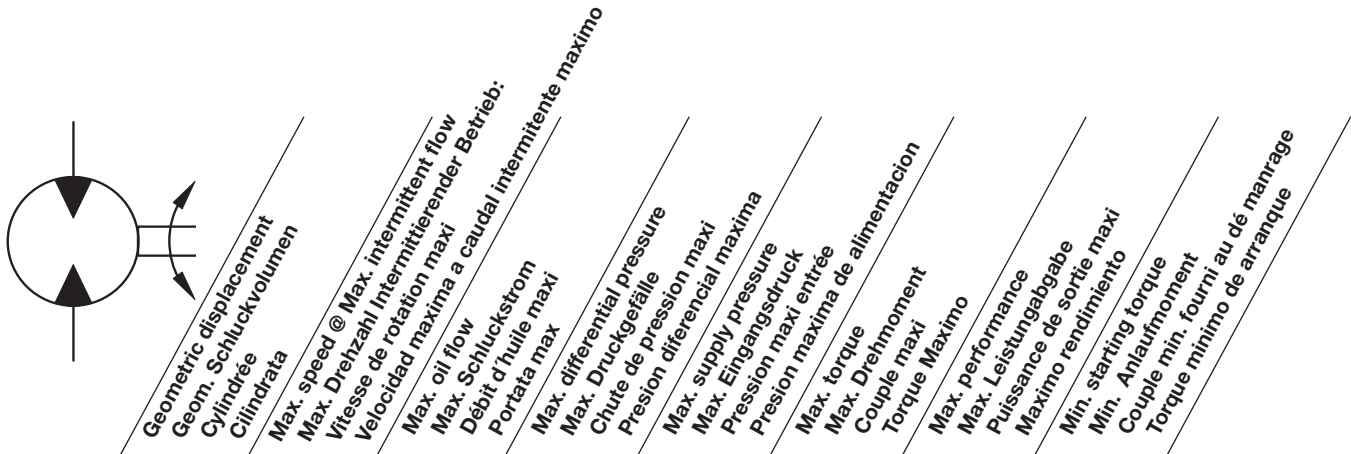 Geometric displacement
Geom. Schluckvolumen
Cylindrée
Cilindrata
Max. speed @ Max. intermittent flow
Max. Drehzahl Intermittierender Betrieb:
Vitesse de rotation maxi
Velocidad maxima a caudal intermitente maximo
Max. oil flow
Max. Schluckstrom
Débit d'huile maxi
Portata max
Max. differential pressure
Max. Druckgefälle
Chute de pression maxi
Presion diferencial maxima
Max. supply pressure
Max. Eingangsdruck
Pression maxi entrée
Presion maxima de alimentacion
Max. torque
Max. Drehmoment
Couple maxi
Torque Maximo
Max. performance
Max. Leistungabgabe
Puissance de sortie maxi
Maximo rendimiento
Min. starting torque
Min. Anlaufmoment
Couple min. fourni au dé manrage
Torque minimo de arranque